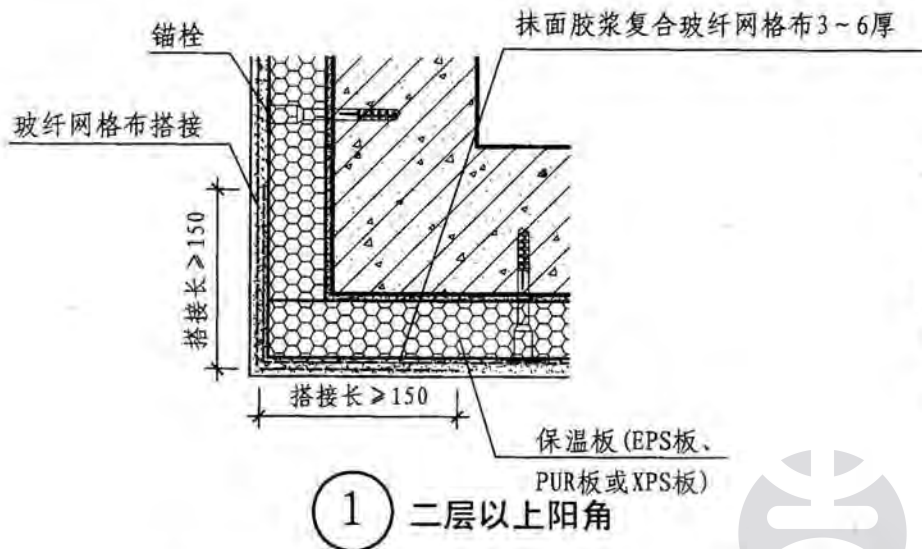 锚栓
抹面胶浆复合玻纤网格布3~6厚
玻纤网格布搭接
搭接长≥150
搭接长≥150
保温板(EPS板、
PUR板或XPS板)
1 二层以上阳角